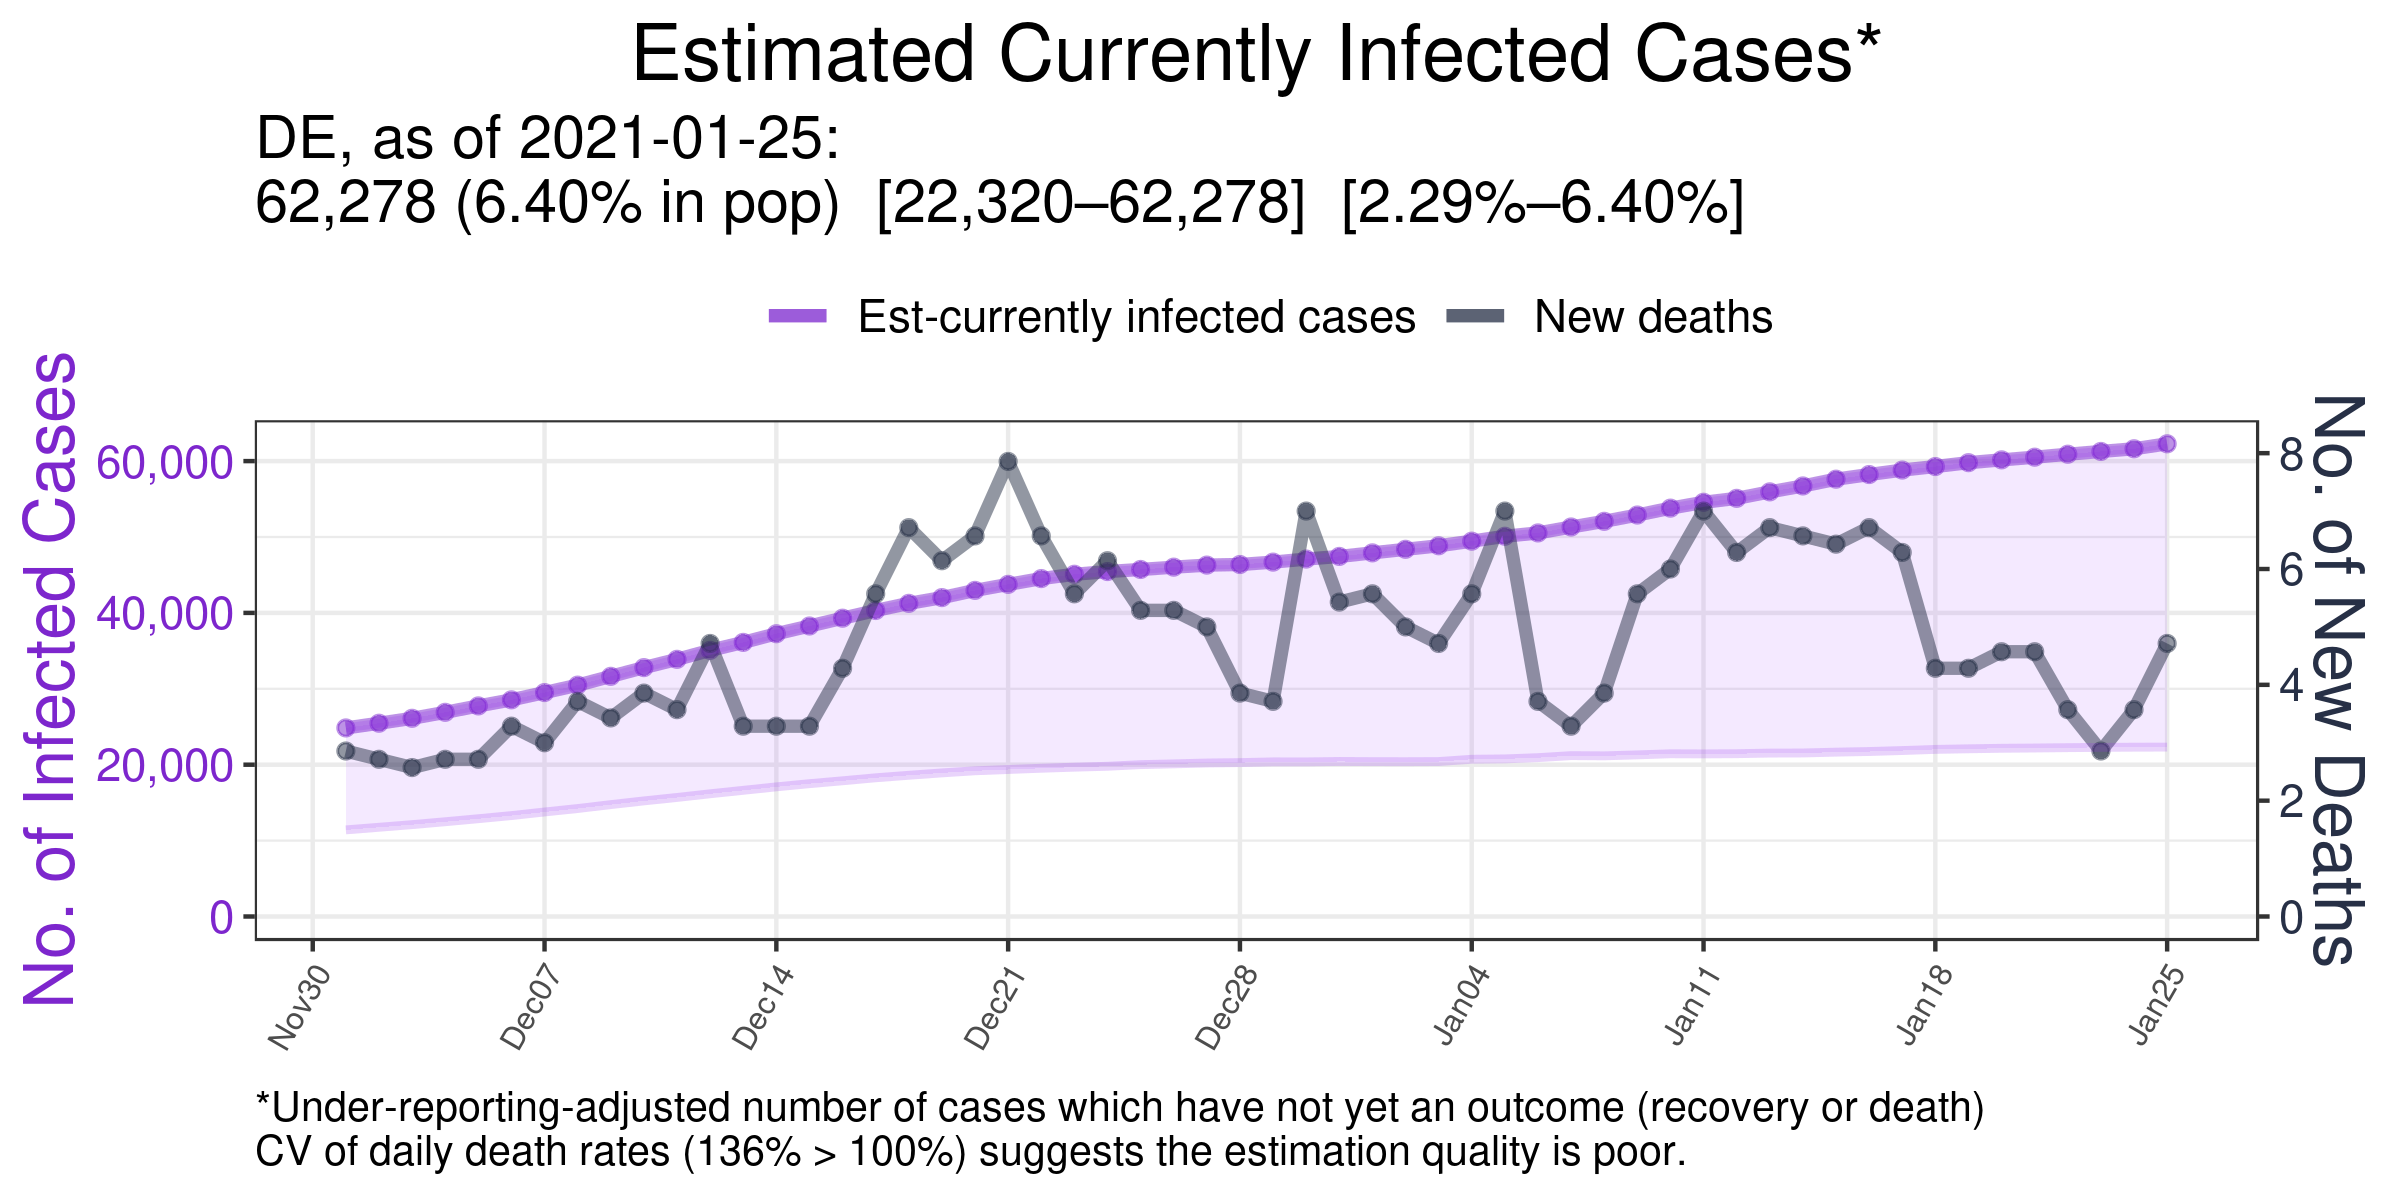 Estimated Currently Infected Cases*
DE, as of 2021-01-25:
62,278 (6.40% in pop)  [22,320–62,278]  [2.29%–6.40%]
Est-currently infected cases
New deaths
No. of Infected Cases
60,000
40,000
20,000
0
8
6
4
2
0
No. of New Deaths
Nov30
Dec07
Dec14
Dec21
Dec28
Jan04
Jan11
Jan18
Jan25
*Under-reporting-adjusted number of cases which have not yet an outcome (recovery or death)
CV of daily death rates (136% > 100%) suggests the estimation quality is poor.